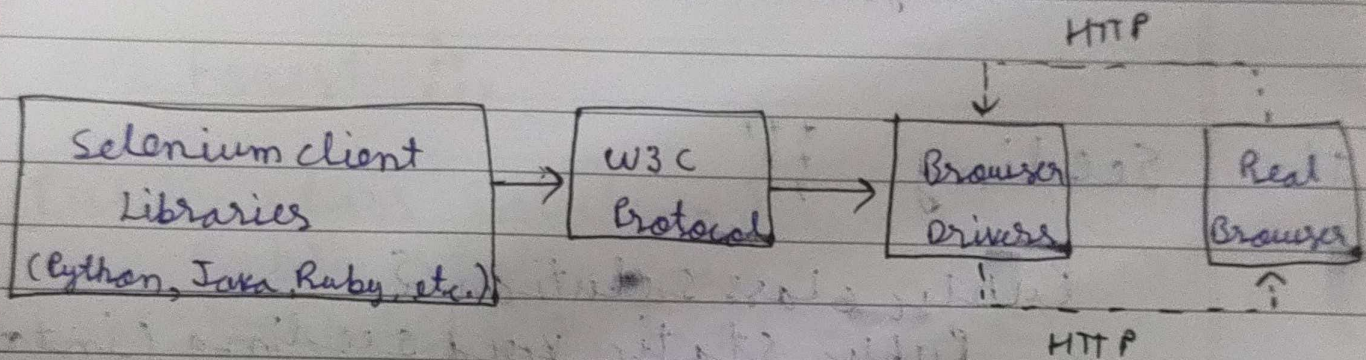 HTTP
Selenium client
Libraries
(Python, Java, Ruby, etc.)
W3C
Protocol
Browser
Drivers
Real
Browser
HTTP